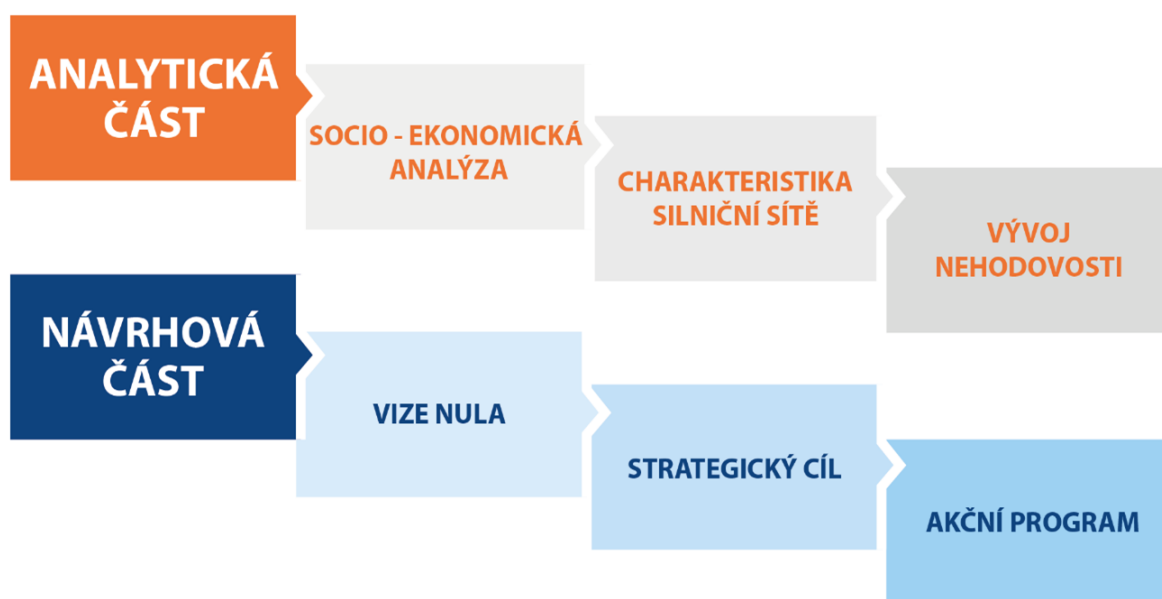 ANALYTICKÁ
ČÁST
SOCIO - EKONOMICKÁ
ANALÝZA
CHARAKTERISTIKA
SILNIČNÍ SÍTĚ
VÝVOJ
NEHODOVOSTI
NÁVRHOVÁ
ČÁST
VIZE NULA
STRATEGICKÝ CÍL
AKČNÍ PROGRAM